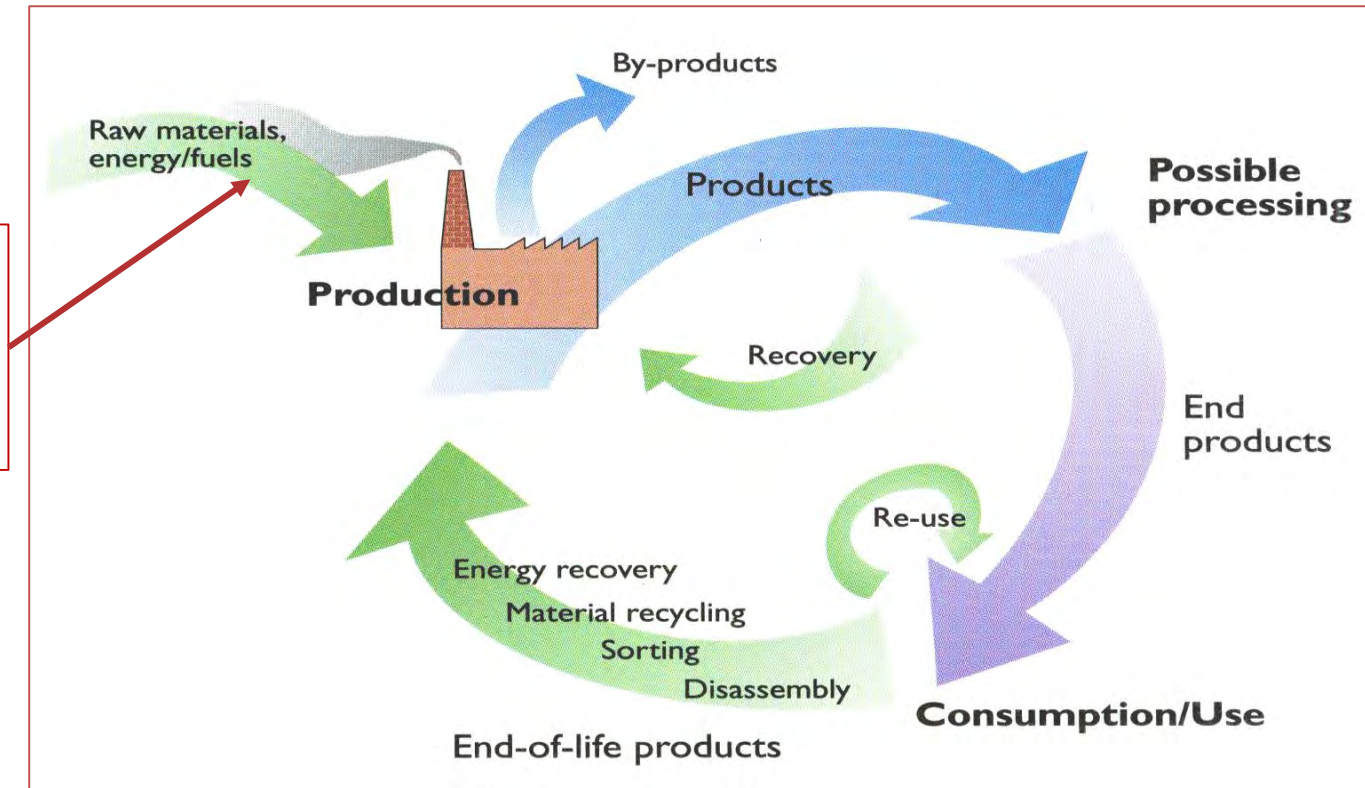 By-products
Raw materials,
energy/fuels
Products
Possible
processing
Production
Recovery
End
products
Re-use
Energy recovery
Material recycling
Sorting
Disassembly
Consumption/Use
End-of-life products